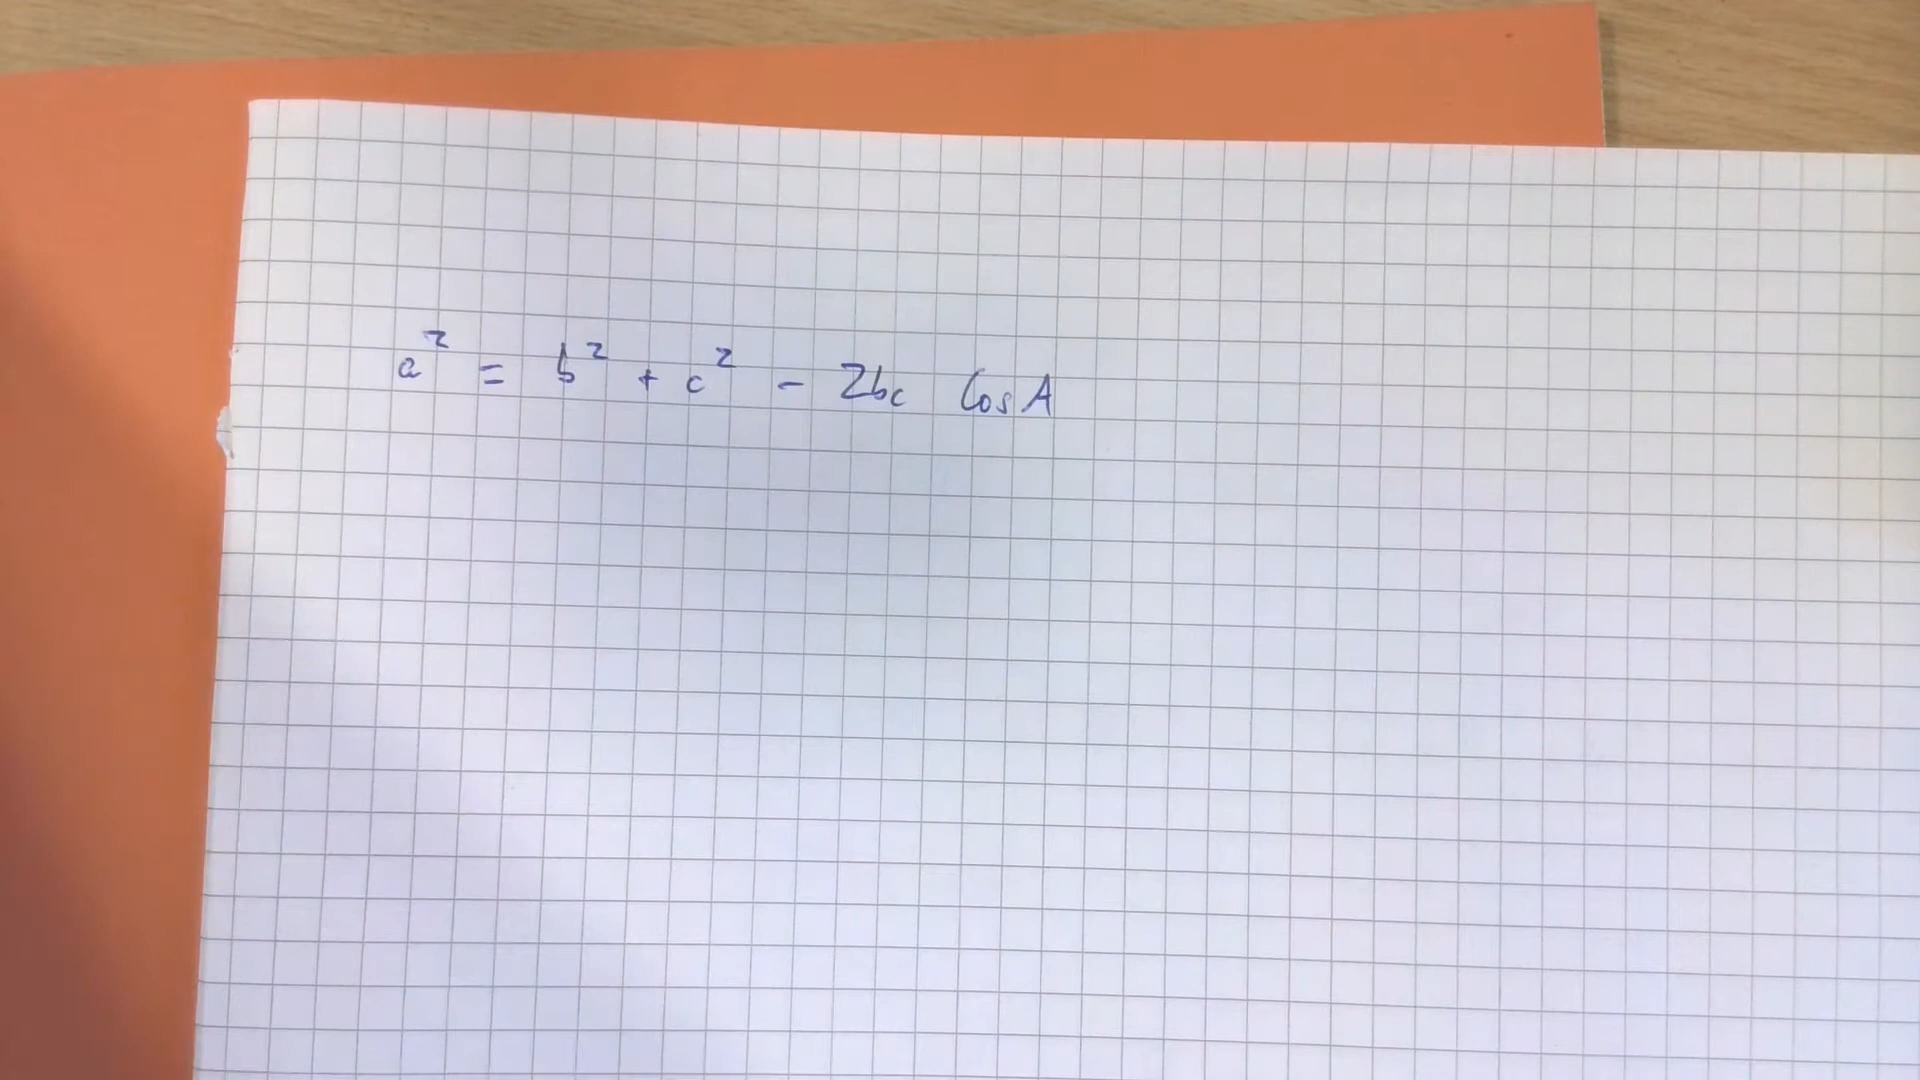 a² = b² + c² - 2bc Cos A